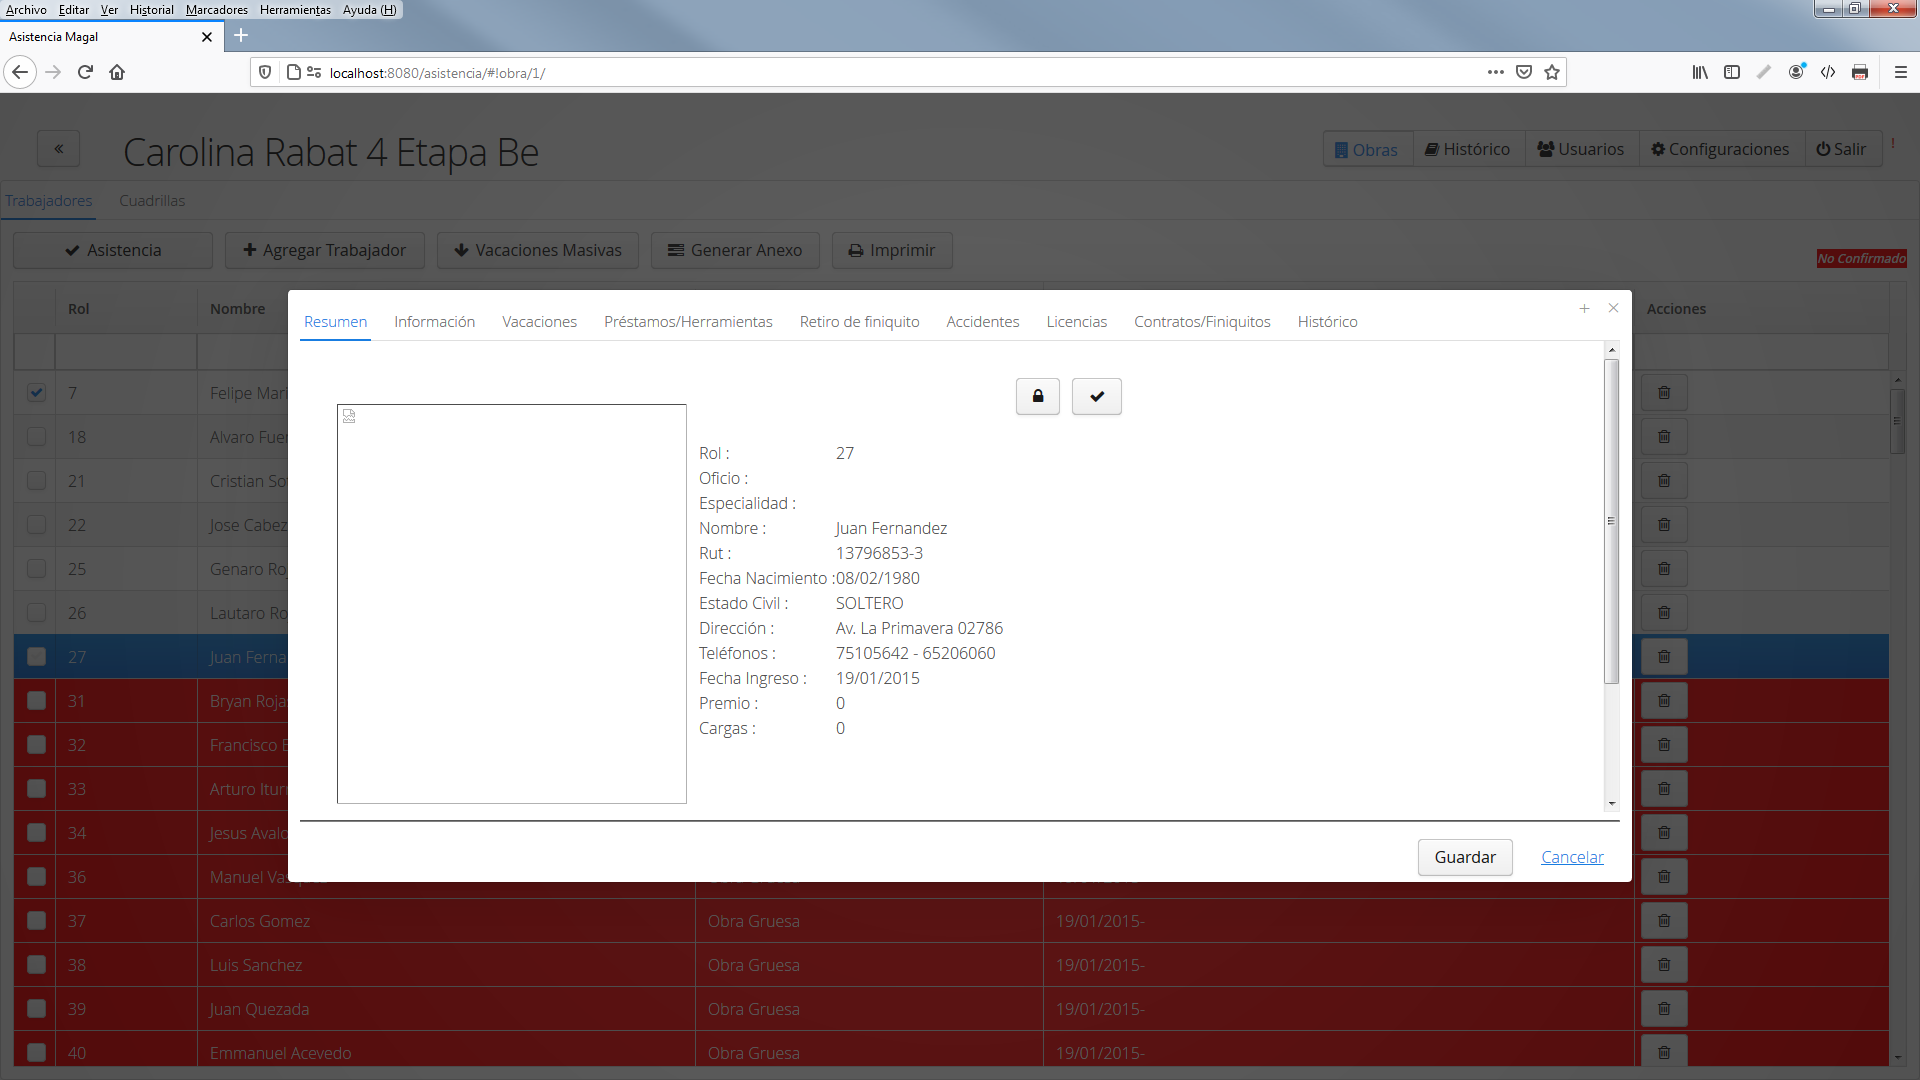 Archivo Editar Ver Historial Marcadores Herramientas Ayuda (H)
Asistencia Magal
localhost:8080/asistencia/#!obra/1/
Carolina Rabat 4 Etapa Be
Obras Histórico Usuarios Configuraciones Salir !
Trabajadores Cuadrillas
Asistencia Agregar Trabajador Vacaciones Masivas Generar Anexo Imprimir
No Confirmado
Rol Nombre Acciones
Resumen Información Vacaciones Préstamos/Herramientas Retiro de finiquito Accidentes Licencias Contratos/Finiquitos Histórico
7 Felipe Mari
18 Alvaro Fue
21 Cristian So
22 Jose Cabez
25 Genaro Ro
26 Lautaro Ro
27 Juan Ferna
31 Bryan Roja
32 Francisco
33 Arturo Itur
34 Jesus Avalo
Rol : 27
Oficio :
Especialidad :
Nombre : Juan Fernandez
Rut : 13796853-3
Fecha Nacimiento : 08/02/1980
Estado Civil : SOLTERO
Dirección : Av. La Primavera 02786
Teléfonos : 75105642 - 65206060
Fecha Ingreso : 19/01/2015
Premio : 0
Cargas : 0
Guardar Cancelar
36 Manuel
37 Carlos Gomez Obra Gruesa 19/01/2015-
38 Luis Sanchez Obra Gruesa 19/01/2015-
39 Juan Quezada Obra Gruesa 19/01/2015-
40 Emmanuel Acevedo Obra Gruesa 19/01/2015-